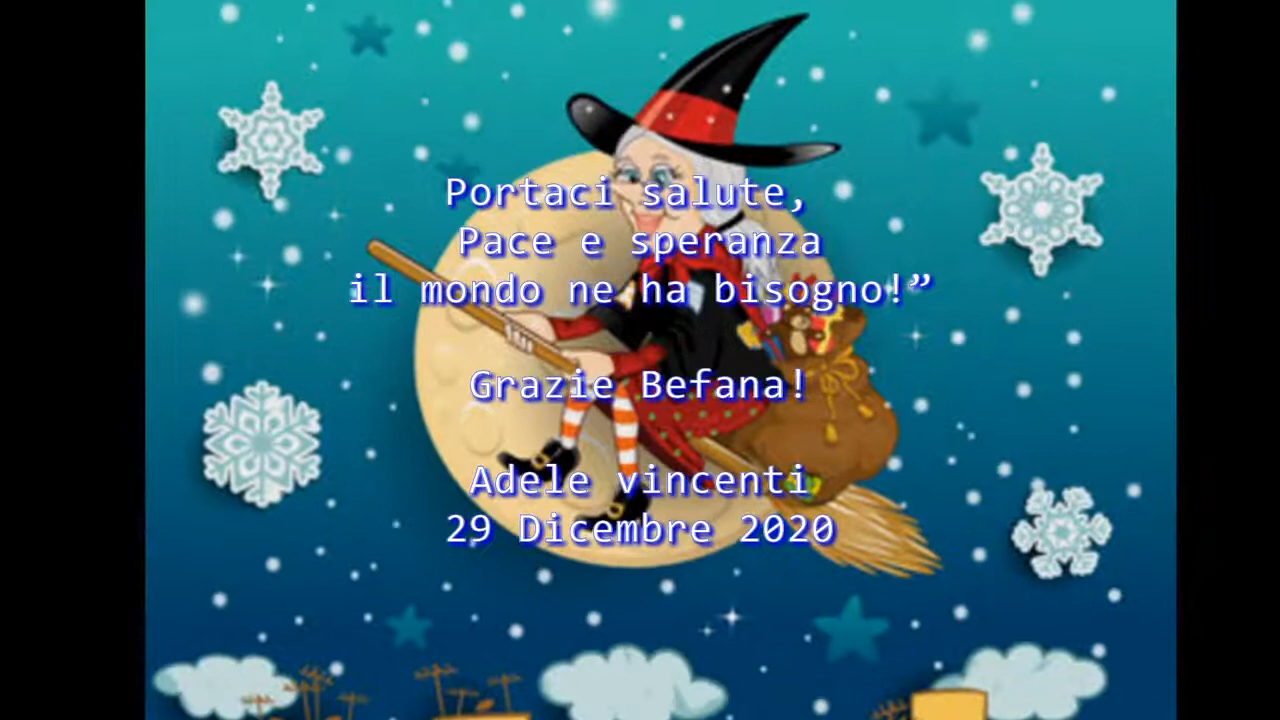 Portaci salute,
Pace e speranza
il mondo ne ha bisogno!”
Grazie Befana!
Adele vincenti
29 Dicembre 2020